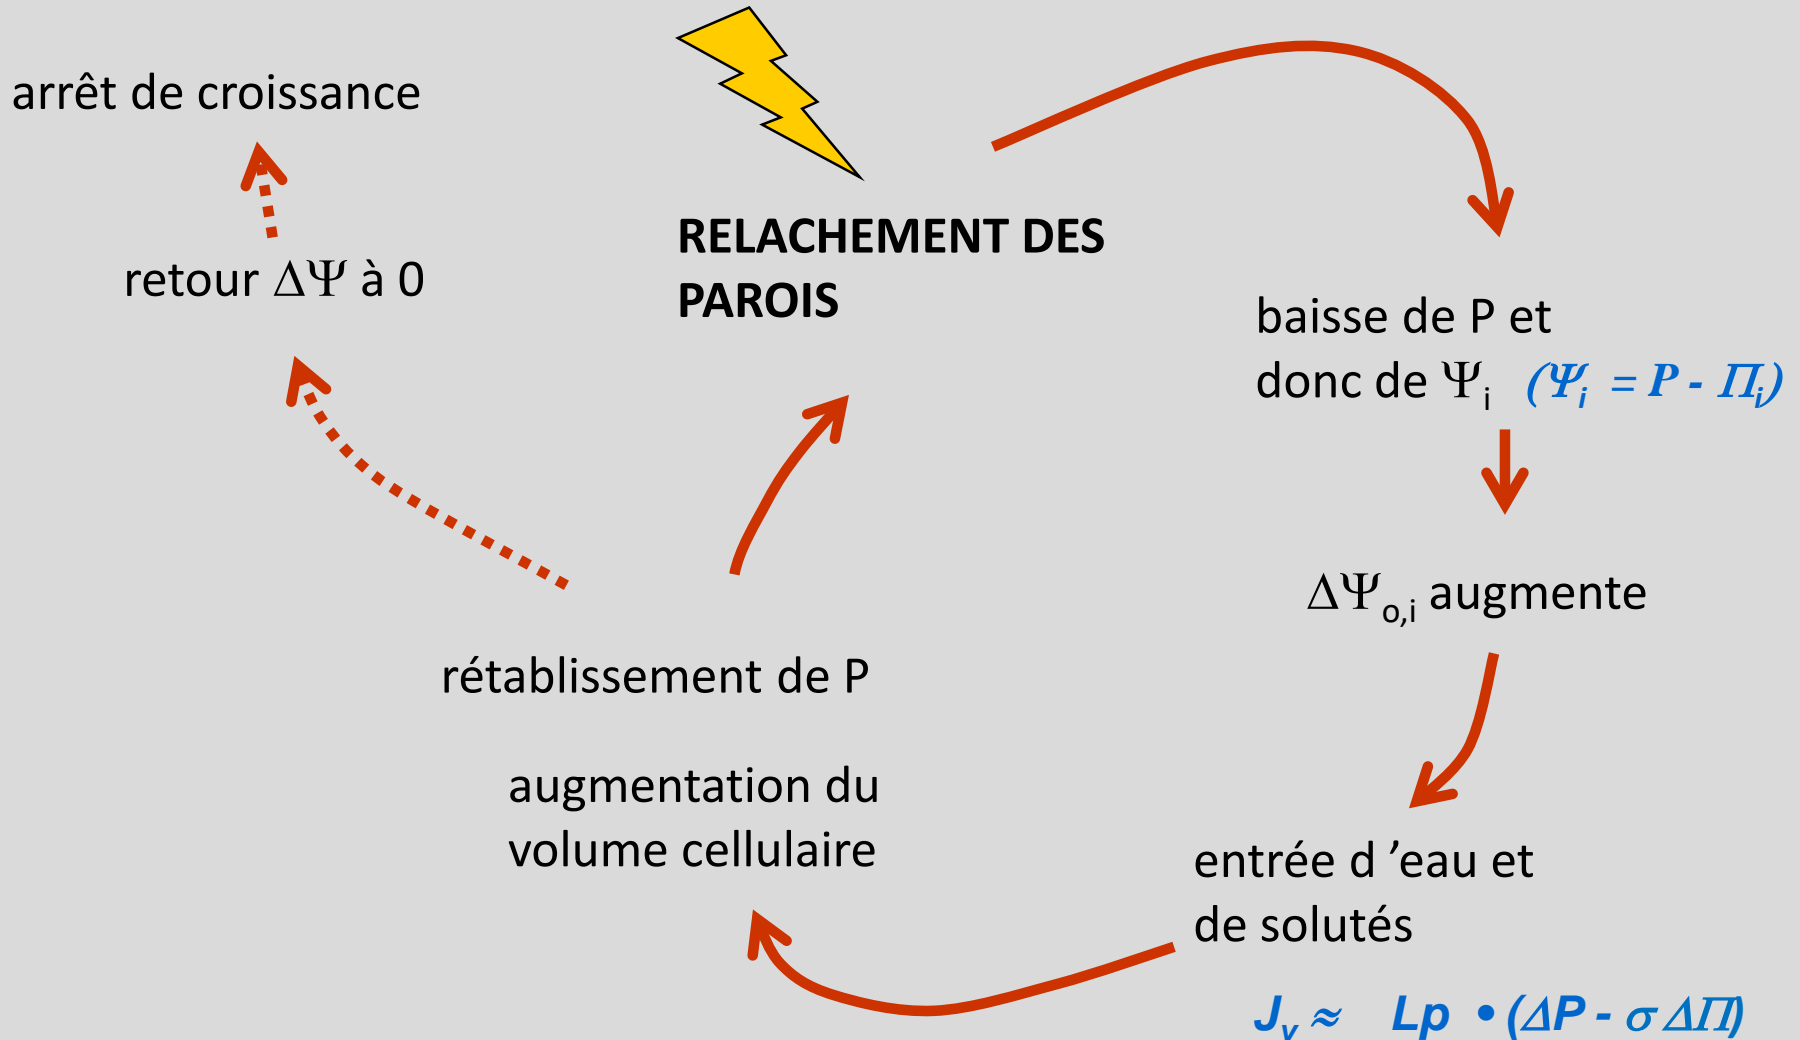 arrêt de croissance
retour ΔΨ à 0
RELACHEMENT DES
PAROIS
baisse de P et
donc de Ψi (Ψi = P - Πi)
ΔΨo,i augmente
entrée d ’eau et
de solutés
Jv ≈ Lp • (ΔP - σ ΔΠ)
rétablissement de P
augmentation du
volume cellulaire